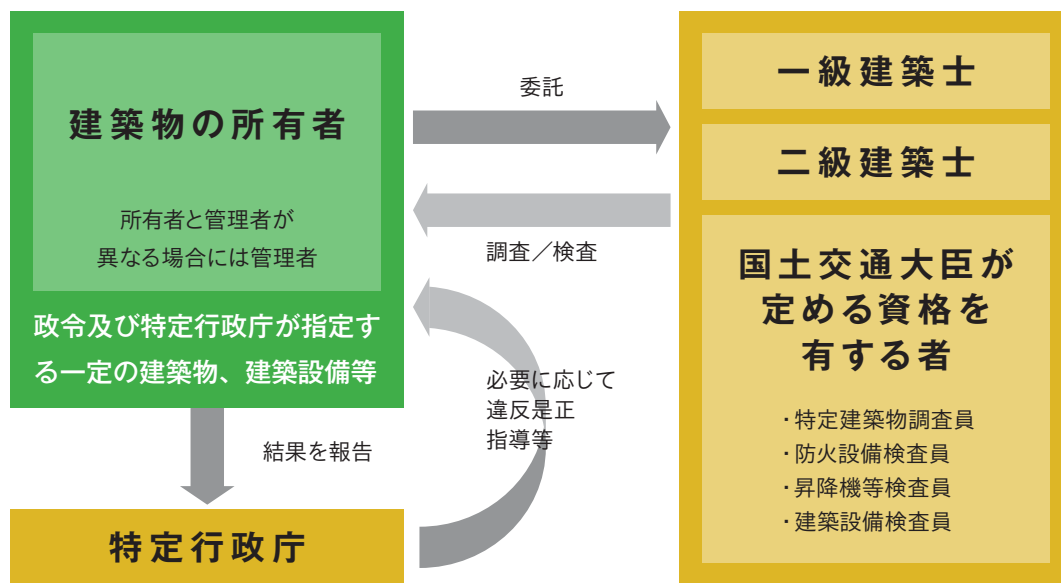 建築物の所有者
所有者と管理者が
異なる場合には管理者
政令及び特定行政庁が指定す
る一定の建築物、建築設備等
委託
調査／検査
一級建築士
二級建築士
国土交通大臣が
定める資格を
有する者
・特定建築物調査員
・防火設備検査員
・昇降機等検査員
・建築設備検査員
必要に応じて
違反是正
指導等
結果を報告
特定行政庁